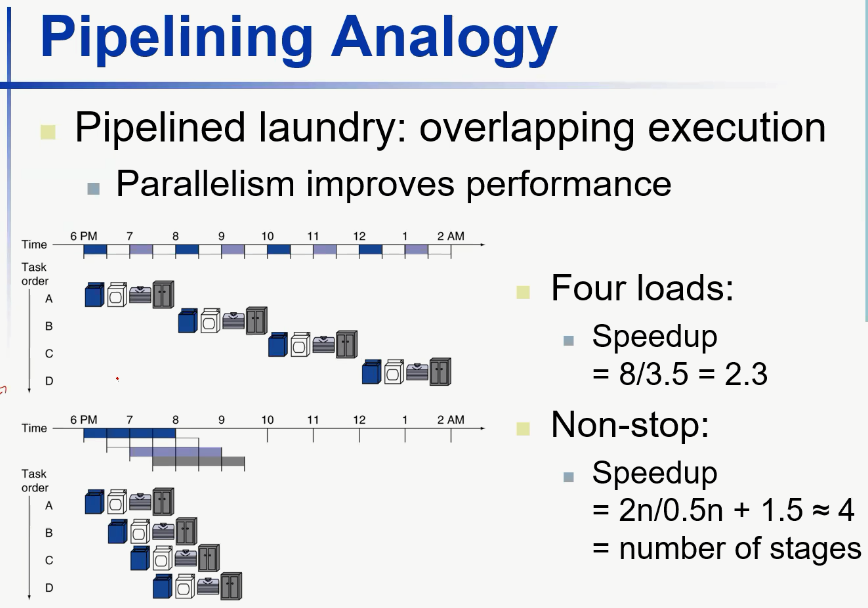 Pipelining Analogy
Pipelined laundry: overlapping execution
Parallelism improves performance
6 PM 7 8 9 10 11 12 1 2 AM
Time
Task
order
A
B
C
D
6 PM 7 8 9 10 11 12 1 2 AM
Time
Task
order
A
B
C
D
Four loads:
Speedup
= 8/3.5 = 2.3
Non-stop:
Speedup
= 2n/0.5n + 1.5 ≈ 4
= number of stages